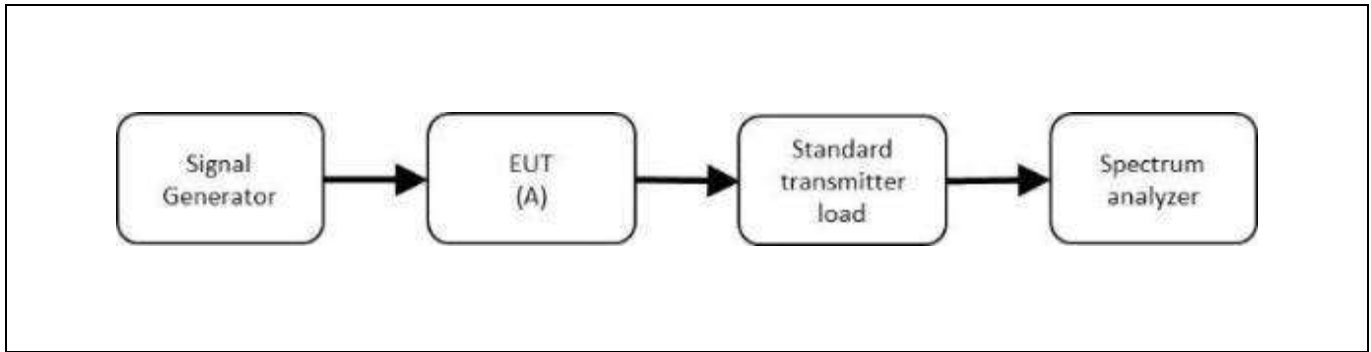 Signal
Generator
EUT
(A)
Standard
transmitter
load
Spectrum
analyzer